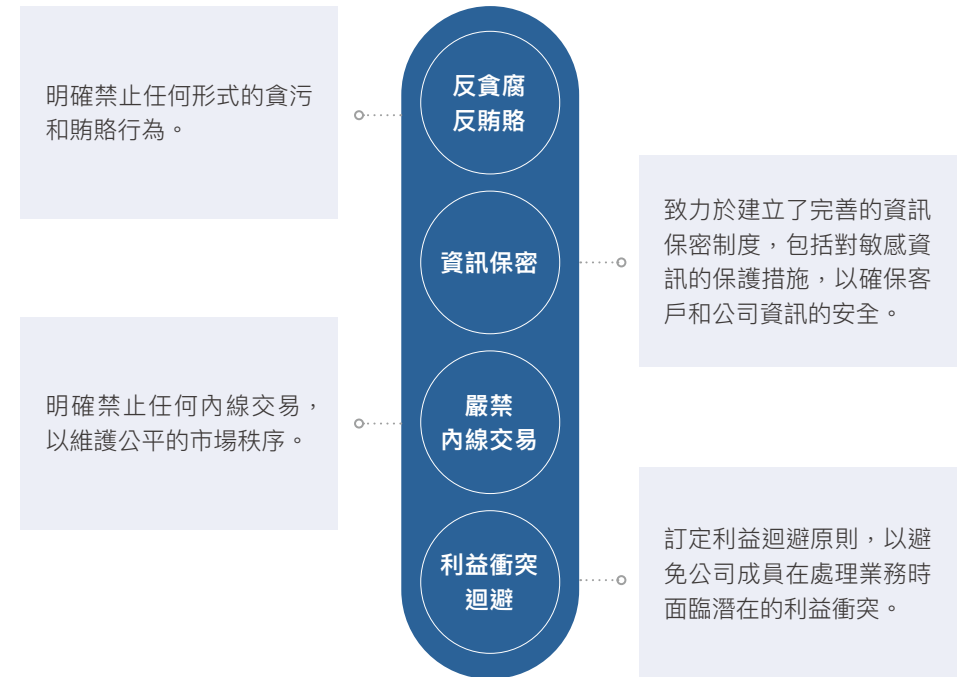 反貪腐
反賄賂
明確禁止任何形式的貪污
和賄賂行為。
資訊保密
致力於建立了完善的資訊
保密制度，包括對敏感資
訊的保護措施，以確保客
戶和公司資訊的安全。
嚴禁
內線交易
明確禁止任何內線交易，
以維護公平的市場秩序。
利益衝突
迴避
訂定利益迴避原則，以避
免公司成員在處理業務時
面臨潛在的利益衝突。